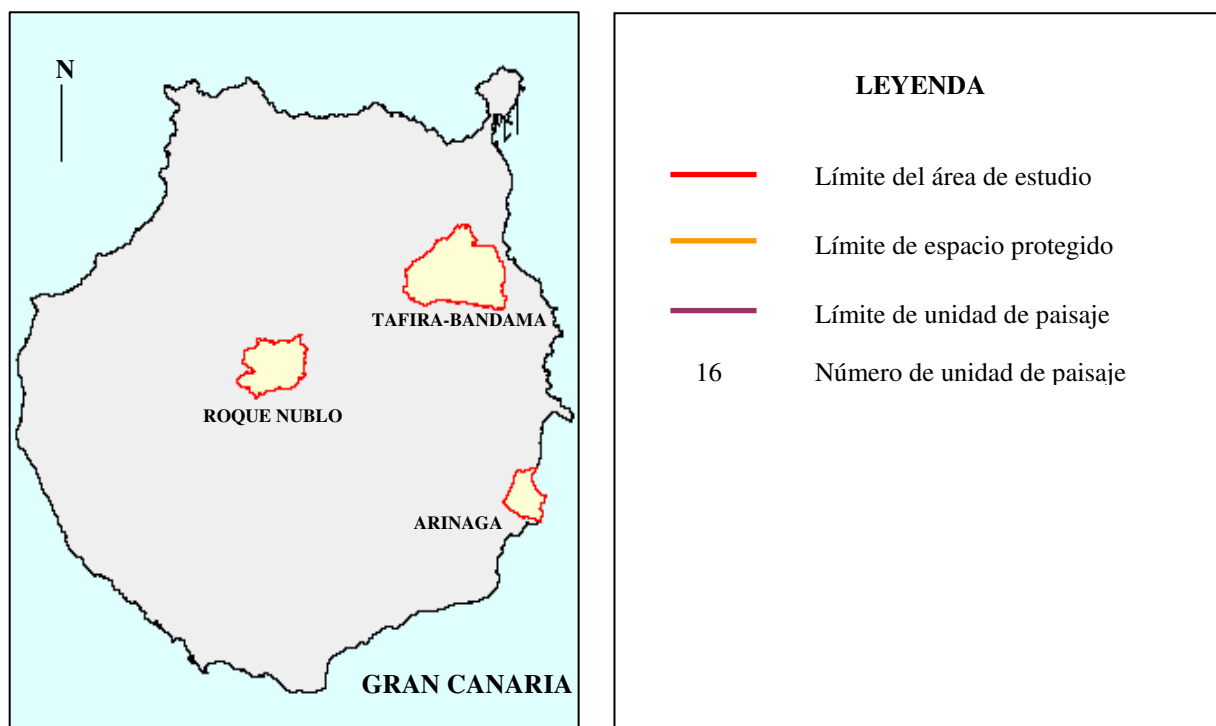 N
TAFIRA-BANDAMA
ROQUE NUBLO
ARINAGA
GRAN CANARIA
LEYENDA
Límite del área de estudio
Límite de espacio protegido
Límite de unidad de paisaje
16 Número de unidad de paisaje